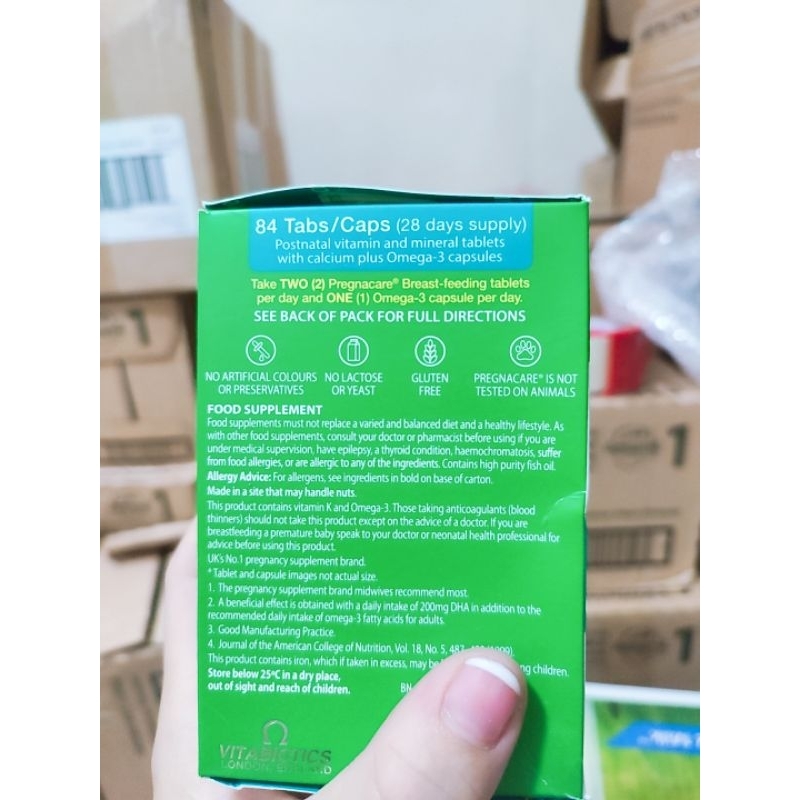 84 Tabs/Caps (28 days supply)
Postnatal vitamin and mineral tablets
with calcium plus Omega-3 capsules
Take TWO (2) Pregnacare® Breast-feeding tablets
per day and ONE (1) Omega-3 capsule per day.
SEE BACK OF PACK FOR FULL DIRECTIONS
NO ARTIFICIAL COLOURS
OR PRESERVATIVES
NO LACTOSE
OR YEAST
GLUTEN
FREE
PREGNACARE® IS NOT
TESTED ON ANIMALS
FOOD SUPPLEMENT
Food supplements must not replace a varied and balanced diet and a healthy lifestyle. As
with other food supplements, consult your doctor or pharmacist before using if you are
under medical supervision, have epilepsy, a thyroid condition, haemochromatosis, suffer
from food allergies, or are allergic to any of the ingredients. Contains high purity fish oil.
Allergy Advice: For allergens, see ingredients in bold on base of carton.
Made in a site that may handle nuts.
This product contains vitamin K and Omega-3. Those taking anticoagulants (blood
thinners) should not take this product except on the advice of a doctor. If you are
breastfeeding a premature baby speak to your doctor or neonatal health professional for
advice before using this product.
UK's No.1 pregnancy supplement brand.
* Tablet and capsule images not actual size.
1. The pregnancy supplement brand midwives recommend most.
2. A beneficial effect is obtained with a daily intake of 200mg DHA in addition to the
recommended daily intake of omega-3 fatty acids for adults.
3. Good Manufacturing Practice.
4. Journal of the American College of Nutrition, Vol. 18, No. 5,
This product contains iron, which if taken in excess, may be children.
Store below 25ºC in a dry place,
out of sight and reach of children.
BN
VITABIOTICS
LONDON ENGLAND
1
1
1